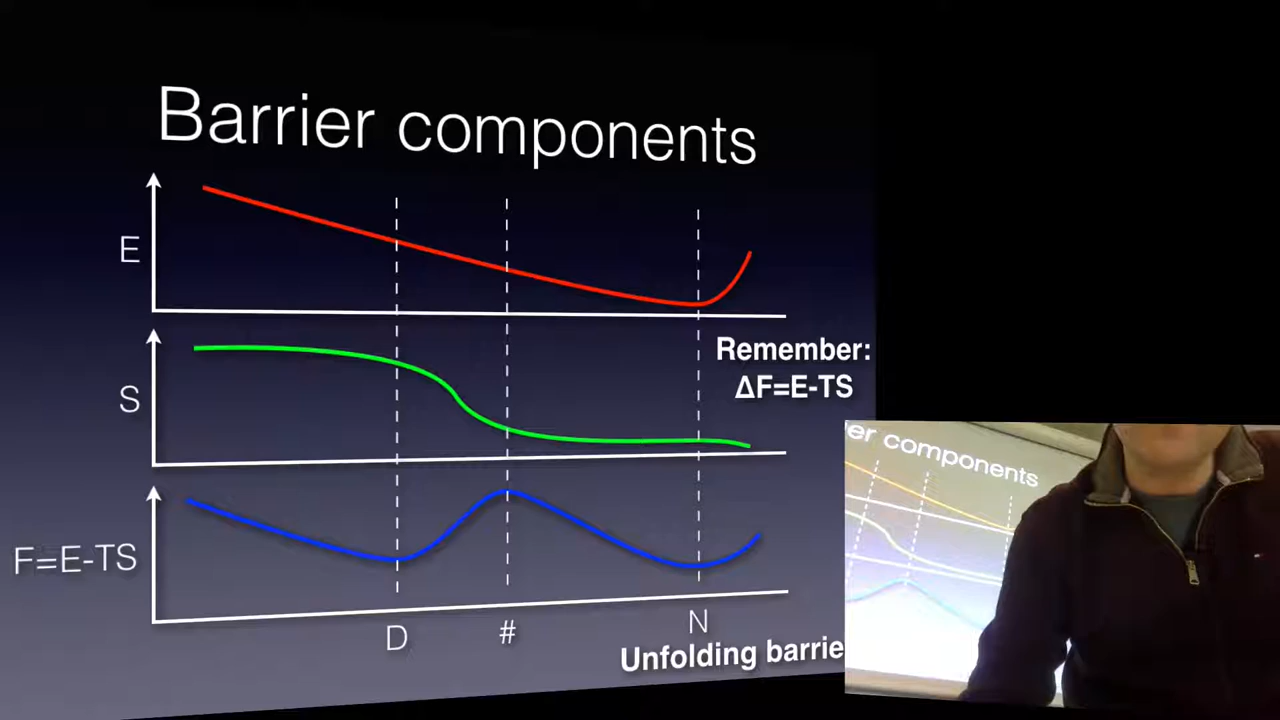 Barrier components
E
S
Remember:
ΔF=E-TS
F=E-TS
D
#
N
Unfolding barrie
er components